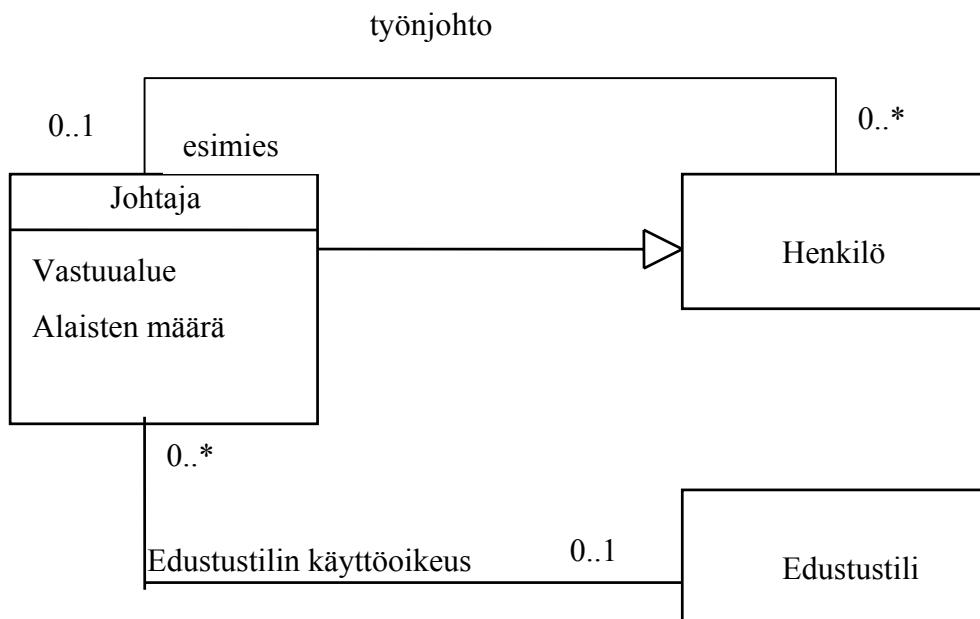 työnjohto
0..1
0..*
esimies
Johtaja
Vastuualue
Alaisten määrä
Henkilö
0..*
Edustustilin käyttöoikeus
0..1
Edustustili